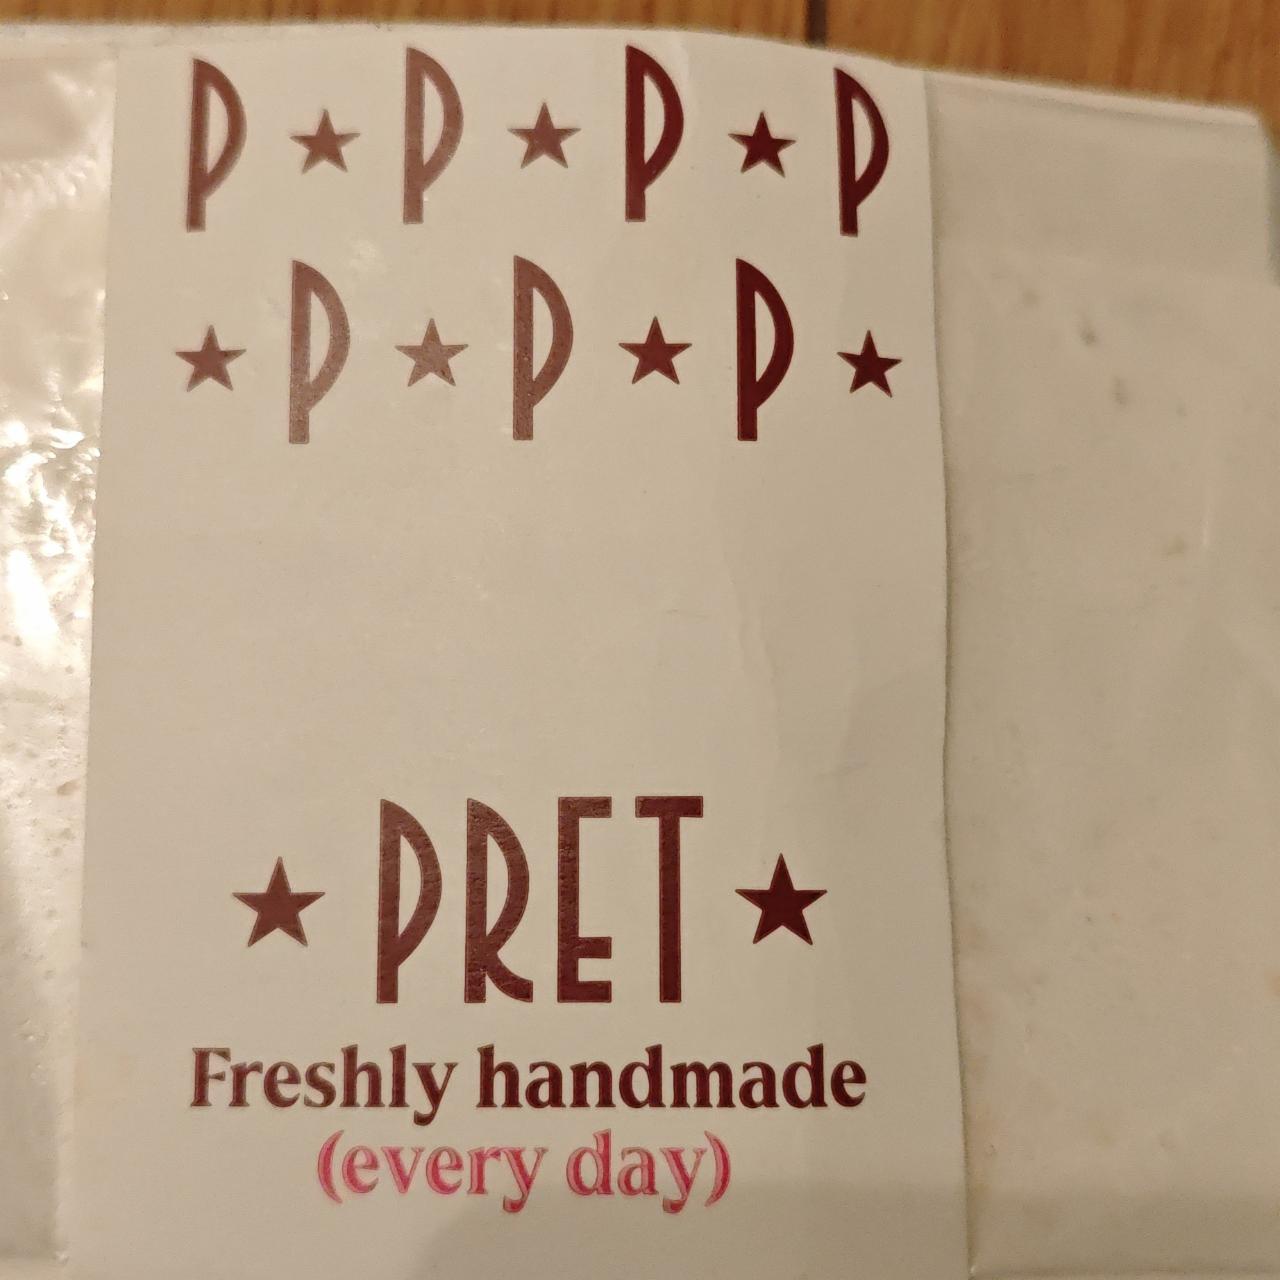 P ★ P ★ P ★ P
★ P ★ P ★ P ★
★ PRET ★
Freshly handmade
(every day)